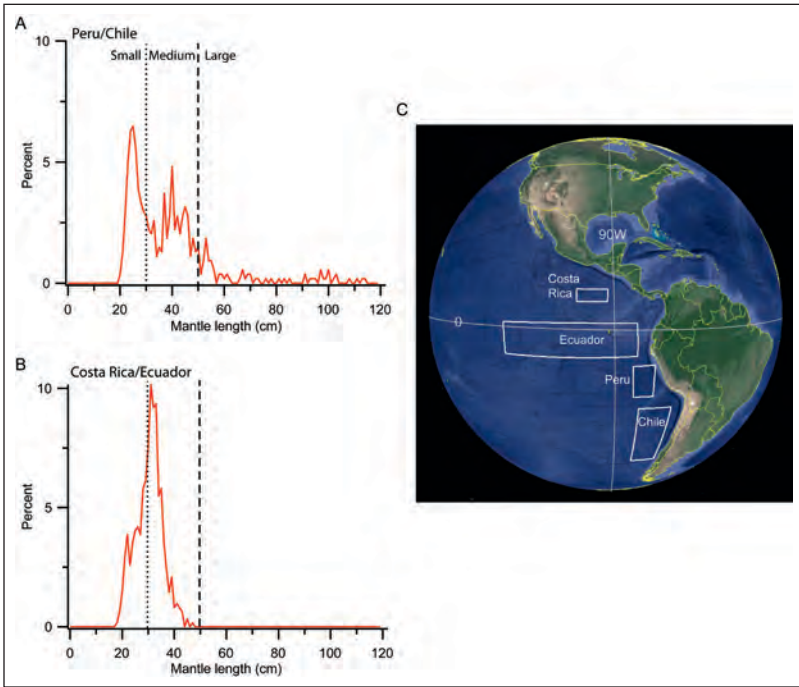 A
Peru/Chile
10
Small Medium Large
5
Percent
0
0 20 40 60 80 100 120
Mantle length (cm)
B
Costa Rica/Ecuador
10
5
Percent
0
0 20 40 60 80 100 120
Mantle length (cm)
C
90W
Costa
Rica
0
Ecuador
Peru
Chile